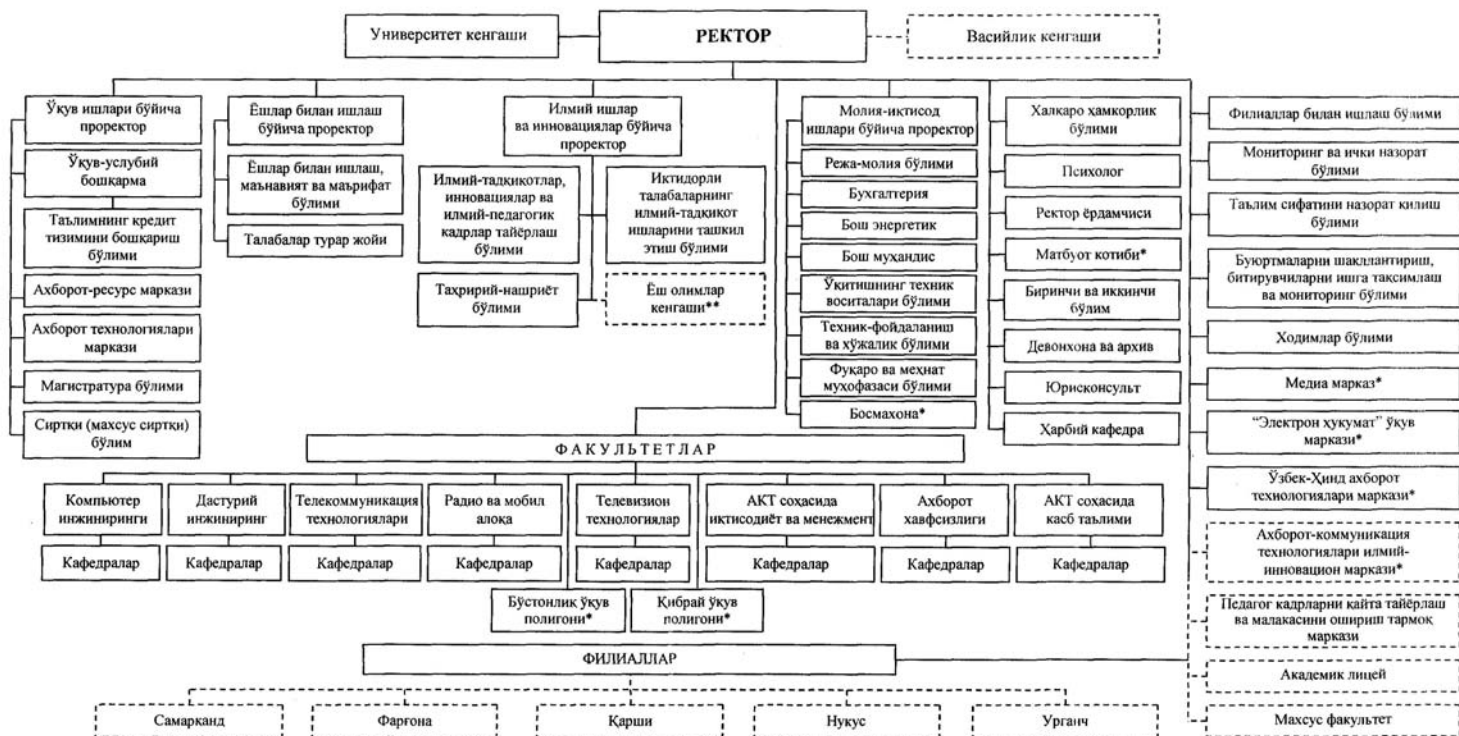 Университет кенгаши
РЕКТОР
Васийлик кенгаши
Ўқув ишлари бўйича
проректор
Ўқув-услубий
бошқарма
Таълимнинг кредит
тизимини бошқариш
бўлими
Ахборот-ресурс маркази
Ахборот технологиялари
маркази
Магистратура бўлими
Сиртқи (махсус сиртқи)
бўлим
Ёшлар билан ишлаш
бўйича проректор
Ёшлар билан ишлаш,
маънавият ва маърифат
бўлими
Талабалар турар жойи
Илмий ишлар
ва инновациялар бўйича
проректор
Илмий-тадқиқотлар,
инновациялар ва
илмий-педагогик
кадрлар тайёрлаш
бўлими
Иқтидорли
талабаларнинг
илмий-тадқиқот
ишларини ташкил
этиш бўлими
Таҳририй-нашриёт
бўлими
Ёш олимлар
кенгаши**
Молия-иқтисод
ишлари бўйича проректор
Режа-молия бўлими
Бухгалтерия
Бош энергетик
Бош муҳандис
Ўқитишнинг техник
воситалари бўлими
Техник-фойдаланиш
ва хўжалик бўлими
Фуқаро ва меҳнат
муҳофазаси бўлими
Босмахона*
Халқаро ҳамкорлик
бўлими
Психолог
Ректор ёрдамчиси
Матбуот котиби*
Биринчи ва иккинчи
бўлим
Девонхона ва архив
Юрисконсульт
Ҳарбий кафедра
Филиаллар билан ишлаш бўлими
Мониторинг ва ички назорат
бўлими
Таълим сифатини назорат қилиш
бўлими
Буюртмаларни шакллантириш,
битирувчиларни ишга тақсимлаш
ва мониторинг бўлими
Ходимлар бўлими
Медиа марказ*
“Электрон ҳукумат” ўқув
маркази*
Ўзбек-Ҳинд ахборот
технологиялари маркази*
Ахборот-коммуникация
технологиялари илмий-
инновацион маркази*
Педагог кадрларни қайта тайёрлаш
ва малакасини ошириш тармоқ
маркази
Академик лицей
Махсус факультет
ФАКУЛЬТЕТЛАР
Компьютер
инжиниринги
Дастурий
инжиниринг
Телекоммуникация
технологиялари
Радио ва мобил
алоқа
Телевизион
технологиялар
АКТ соҳасида
иқтисодиёт ва менежмент
Ахборот
хавфсизлиги
АКТ соҳасида
касб таълими
Кафедралар
Кафедралар
Кафедралар
Кафедралар
Кафедралар
Кафедралар
Кафедралар
Кафедралар
Бўстонлиқ ўқув
полигони*
Қибрай ўқув
полигони*
ФИЛИАЛЛАР
Самарқанд
Фарғона
Қарши
Нукус
Урганч